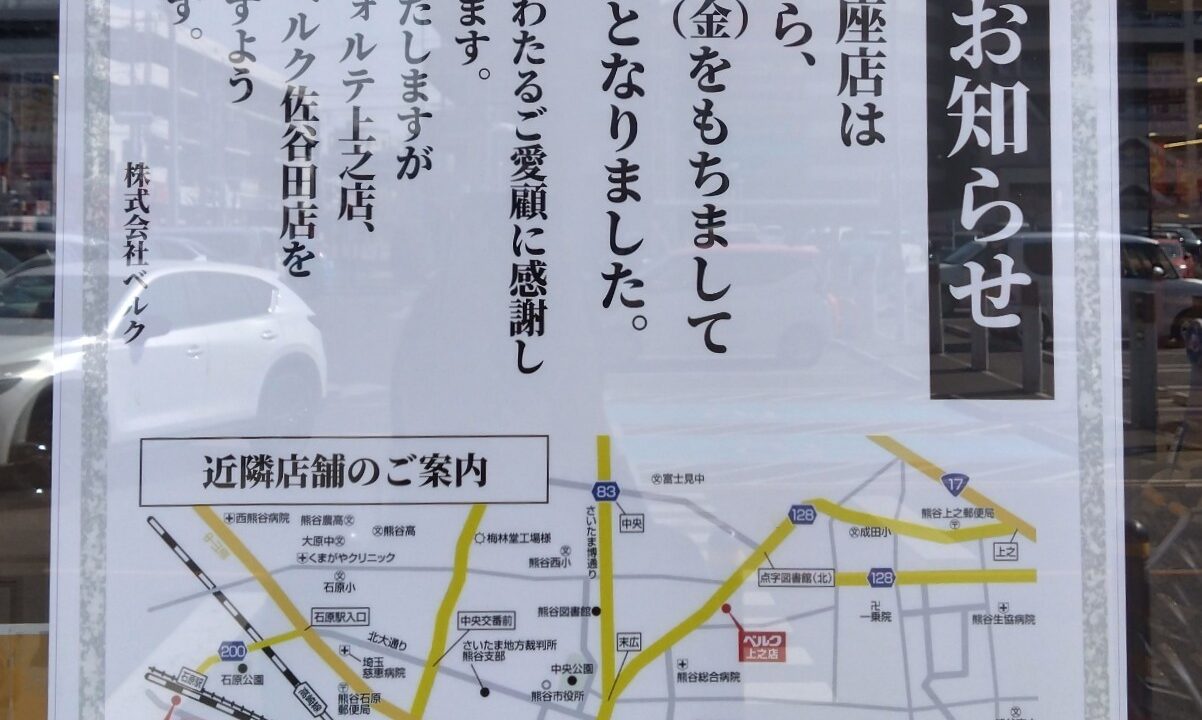 お知らせ
座店は
ら、
(金)をもちまして
となりました。
わたるご愛顧に感謝し
ます。
たしますが
ォルテ上之店、
ルク佐谷田店を
すよう
す。
株式会社ベルク
近隣店舗のご案内
83
中央
富士見中
17
熊谷上之郵便局
上之
128
成田小
点字図書館(北)
128
一乗院
熊谷生協病院
西熊谷病院
熊谷農高
大原中
熊谷高
くまがやクリニック
石原小
梅林堂工場様
熊谷西小
さいたま博通り
熊谷図書館
石原駅入口
北大通り
中央交番前
さいたま地方裁判所
熊谷支部
末広
ベルク
上之店
200
石原公園
石原駅
埼玉
慈恵病院
熊谷石原
郵便局
高崎線
中央公園
熊谷市役所
熊谷総合病院